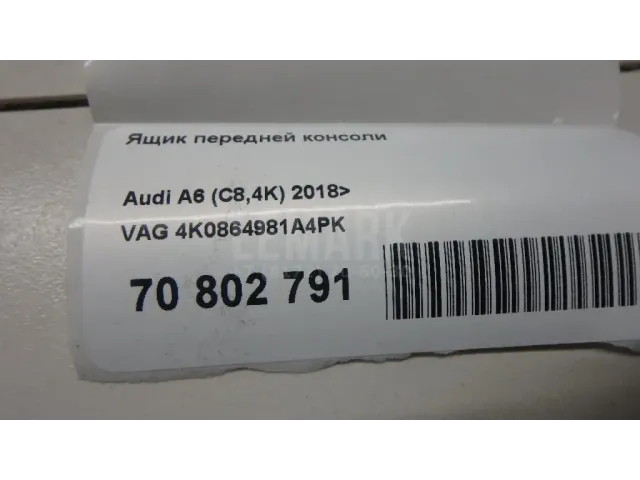 Ящик передней консоли
Audi A6 (C8,4K) 2018>
VAG 4K0864981A4PK
70 802 791